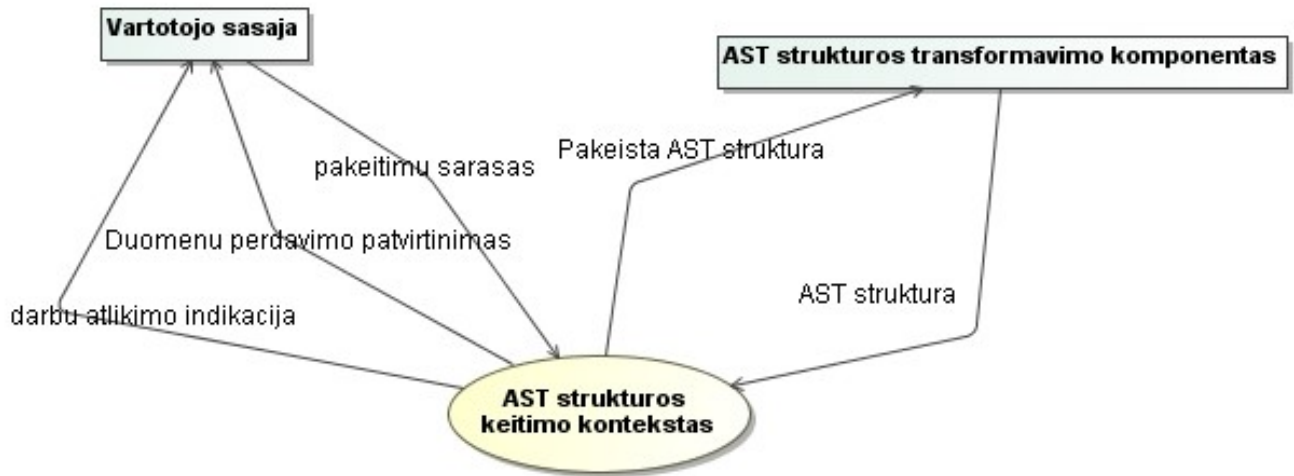 Vartotojo sasaja
AST strukturos transformavimo komponentas
pakeitimu sarasas
Pakeista AST struktura
Duomenu perdavimo patvirtinimas
darbu atlikimo indikacija
AST struktura
AST strukturos
keitimo kontekstas